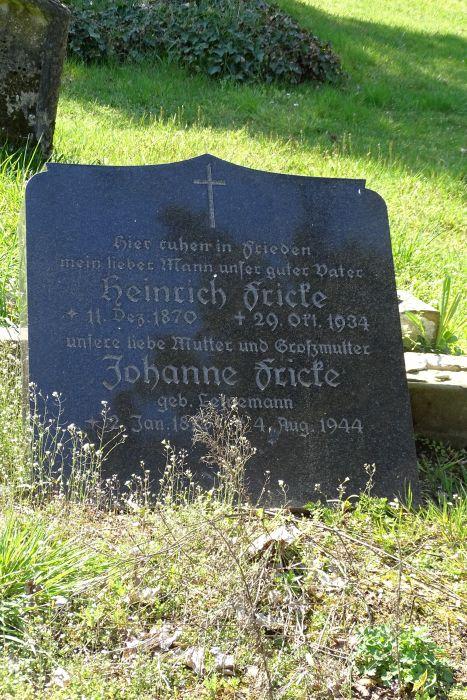 Hier ruhen in Frieden
mein lieber Mann unser guter Vater
Heinrich Fricke
* 11. Dez. 1870 + 29. Okt. 1934
unsere liebe Mutter und Großmutter
Johanne Fricke
geb.
Jan. Aug. 1944